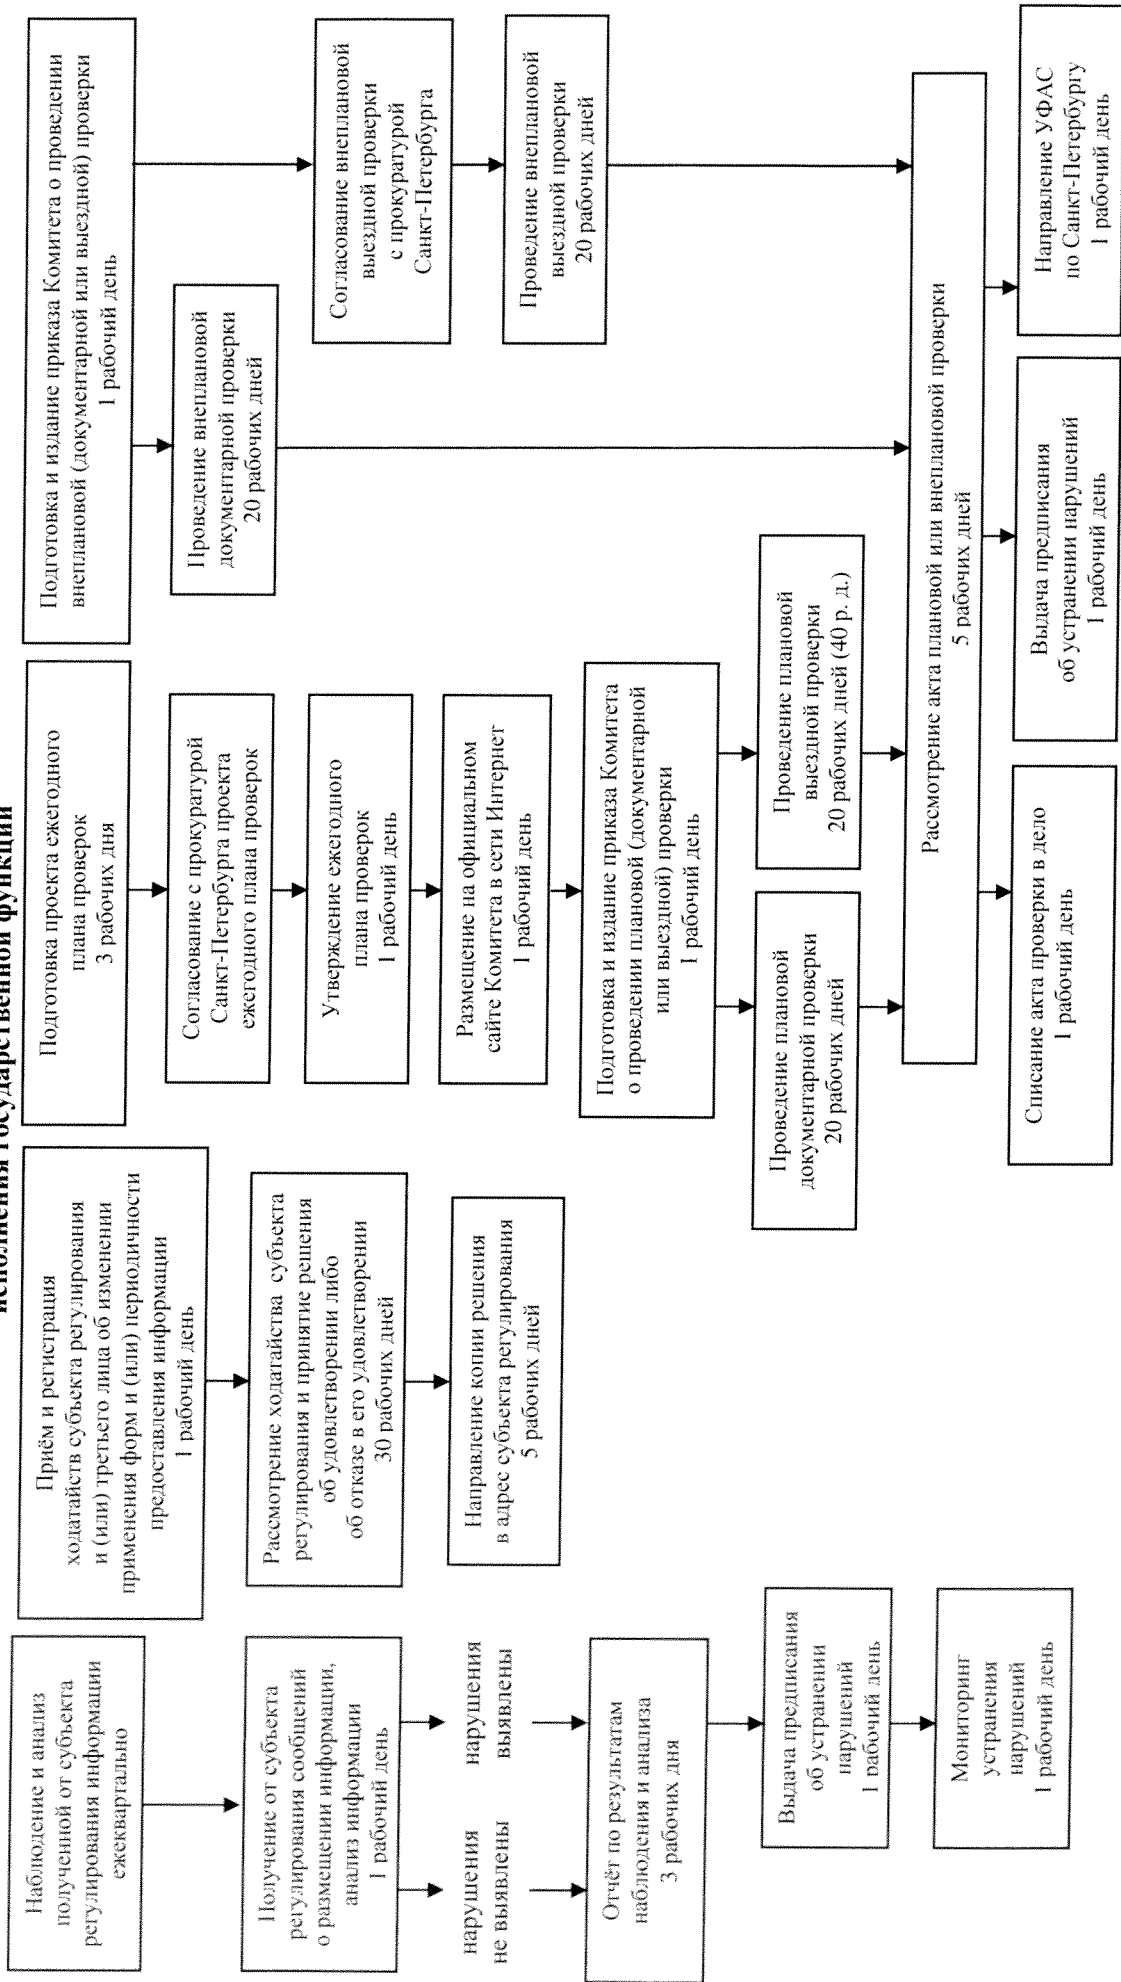 исполнения государственной функции
Наблюдение и анализ
полученной от субъекта
регулирования информации
ежеквартально
Получение от субъекта
регулирования сообщений
о размещении информации,
анализ информации
1 рабочий день
нарушения
не выявлены
нарушения
выявлены
Отчёт по результатам
наблюдения и анализа
3 рабочих дня
Выдача предписания
об устранении
нарушений
1 рабочий день
Мониторинг
устранения
нарушений
1 рабочий день
Приём и регистрация
ходатайств субъекта регулирования
и (или) третьего лица об изменении
применения форм и (или) периодичности
предоставления информации
1 рабочий день
Рассмотрение ходатайства субъекта
регулирования и принятие решения
об удовлетворении либо
об отказе в его удовлетворении
30 рабочих дней
Направление копии решения
в адрес субъекта регулирования
5 рабочих дней
Подготовка проекта ежегодного
плана проверок
3 рабочих дня
Согласование с прокуратурой
Санкт-Петербурга проекта
ежегодного плана проверок
Утверждение ежегодного
плана проверок
1 рабочий день
Размещение на официальном
сайте Комитета в сети Интернет
1 рабочий день
Подготовка и издание приказа Комитета
о проведении плановой (документарной
или выездной) проверки
1 рабочий день
Проведение плановой
документарной проверки
20 рабочих дней
Проведение плановой
выездной проверки
20 рабочих дней (40 р. д.)
Подготовка и издание приказа Комитета о проведении
внеплановой (документарной или выездной) проверки
1 рабочий день
Проведение внеплановой
документарной проверки
20 рабочих дней
Согласование внеплановой
выездной проверки
с прокуратурой
Санкт-Петербурга
Проведение внеплановой
выездной проверки
20 рабочих дней
Рассмотрение акта плановой или внеплановой проверки
5 рабочих дней
Списание акта проверки в дело
1 рабочий день
Выдача предписания
об устранении нарушений
1 рабочий день
Направление УФАС
по Санкт-Петербургу
1 рабочий день